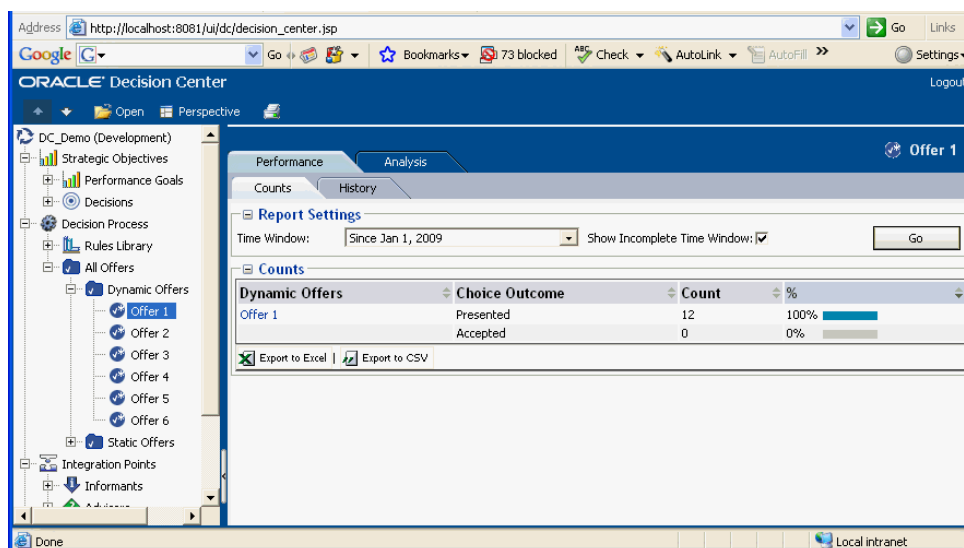 Address http://localhost:8081/ui/dc/decision_center.jsp Go Links
Google G Go Bookmarks 73 blocked ABC Check AutoLink AutoFill » Settings
ORACLE Decision Center Logout
Open Perspective
DC_Demo (Development)
Strategic Objectives
Performance Goals
Decisions
Decision Process
Rules Library
All Offers
Dynamic Offers
Offer 1
Offer 2
Offer 3
Offer 4
Offer 5
Offer 6
Static Offers
Integration Points
Informants
Offer 1
Performance Analysis
Counts History
Report Settings
Time Window: Since Jan 1, 2009 Show Incomplete Time Window: Go
Counts
Dynamic Offers Choice Outcome Count %
Offer 1 Presented 12 100%
Accepted 0 0%
Export to Excel | Export to CSV
Done Local intranet